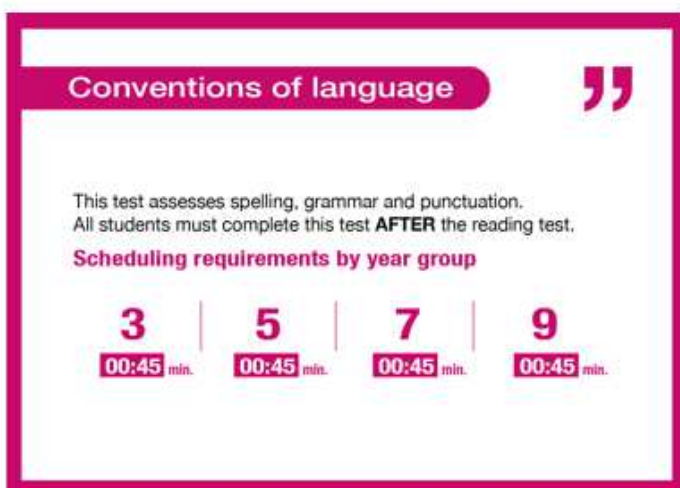 Conventions of language
”
This test assesses spelling, grammar and punctuation.
All students must complete this test AFTER the reading test.
Scheduling requirements by year group
3 5 7 9
00:45 min. 00:45 min. 00:45 min. 00:45 min.